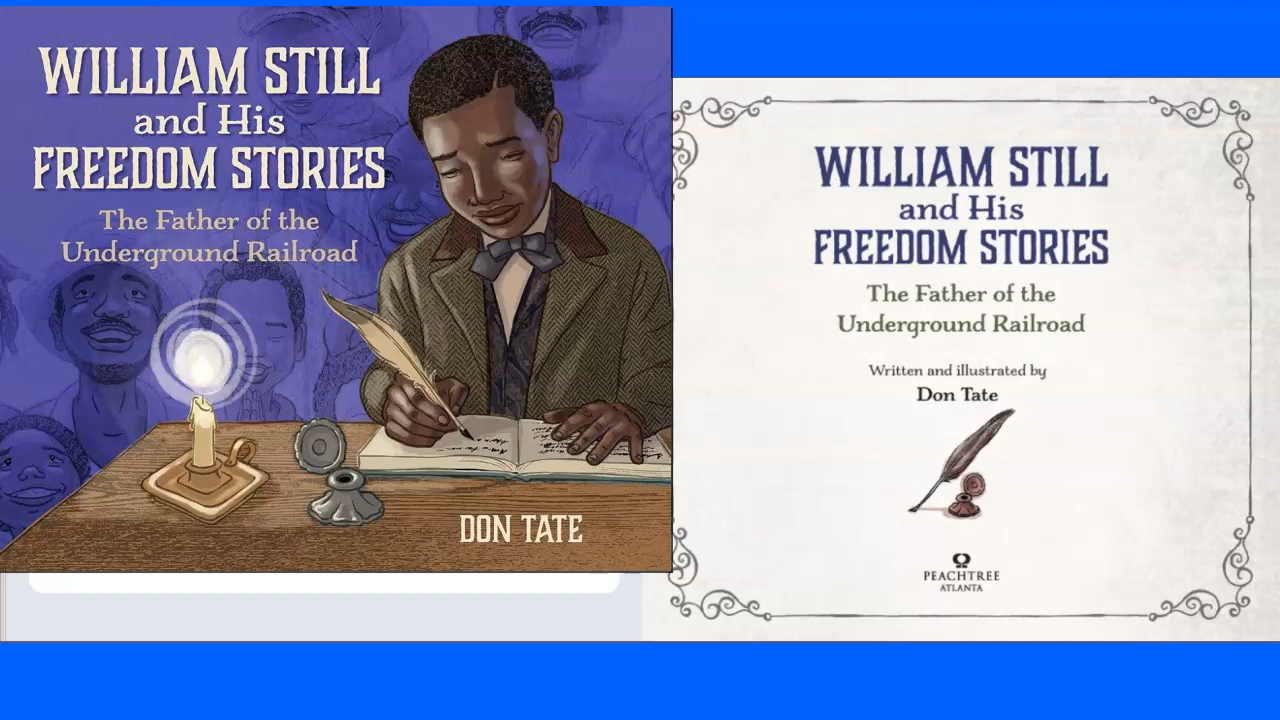 WILLIAM STILL
and His
FREEDOM STORIES
The Father of the
Underground Railroad
DON TATE
WILLIAM STILL
and His
FREEDOM STORIES
The Father of the
Underground Railroad
Written and illustrated by
Don Tate
PEACHTREE
ATLANTA